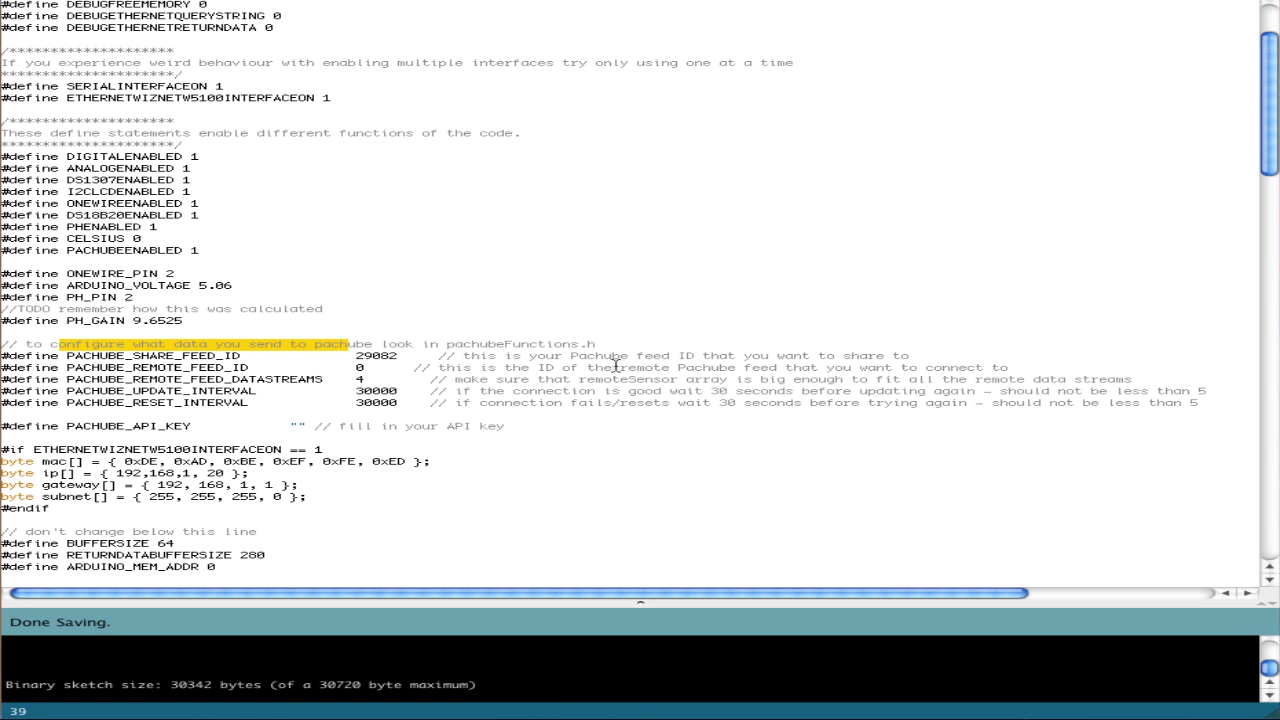 #define DEBUGFREEMEMORY 0
#define DEBUGETHERNETQUERYSTRING 0
#define DEBUGETHERNETRETURNDATA 0
/********************
If you experience weird behaviour with enabling multiple interfaces try only using one at a time
*********************/
#define SERIALINTERFACEON 1
#define ETHERNETWIZNETW5100INTERFACEON 1
/********************
These define statements enable different functions of the code.
*********************/
#define DIGITALENABLED 1
#define ANALOGENABLED 1
#define DS1307ENABLED 1
#define I2CLCDENABLED 1
#define ONEWIREENABLED 1
#define DS18B20ENABLED 1
#define PHENABLED 1
#define CELSIUS 0
#define PACHUBEENABLED 1
#define ONEWIRE_PIN 2
#define ARDUINO_VOLTAGE 5.06
#define PH_PIN 2
//TODO remember how this was calculated
#define PH_GAIN 9.6525
// to configure what data you send to pachube look in pachubeFunctions.h
#define PACHUBE_SHARE_FEED_ID 29082 // this is your Pachube feed ID that you want to share to
#define PACHUBE_REMOTE_FEED_ID 0 // this is the ID of the remote Pachube feed that you want to connect to
#define PACHUBE_REMOTE_FEED_DATASTREAMS 4 // make sure that remoteSensor array is big enough to fit all the remote data streams
#define PACHUBE_UPDATE_INTERVAL 30000 // if the connection is good wait 30 seconds before updating again - should not be less than 5
#define PACHUBE_RESET_INTERVAL 30000 // if connection fails/resets wait 30 seconds before trying again - should not be less than 5
#define PACHUBE_API_KEY "" // fill in your API key
#if ETHERNETWIZNETW5100INTERFACEON == 1
byte mac[] = { 0xDE, 0xAD, 0xBE, 0xEF, 0xFE, 0xED };
byte ip[] = { 192,168,1, 20 };
byte gateway[] = { 192, 168, 1, 1 };
byte subnet[] = { 255, 255, 255, 0 };
#endif
// don't change below this line
#define BUFFERSIZE 64
#define RETURNDATABUFFERSIZE 280
#define ARDUINO_MEM_ADDR 0
Done Saving.
Binary sketch size: 30342 bytes (of a 30720 byte maximum)
39